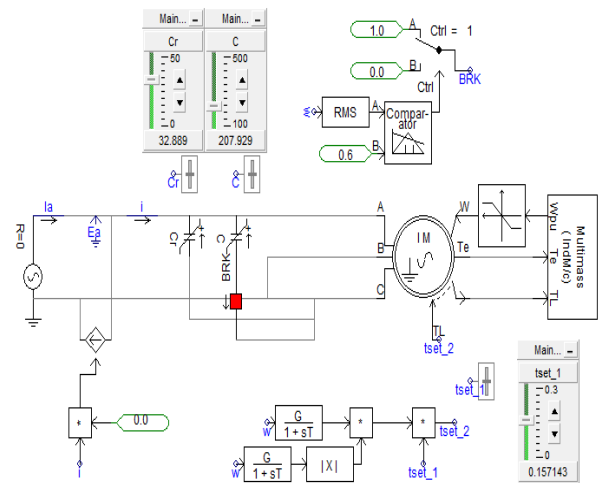 Main... Main...
Cr C
50 500
0 100
32.889 207.929
Cr C
1.0 A Ctrl = 1
0.0 B BRK
Ctrl
w RMS A Compar-
ator
0.6 B
Ia i A W Wpu
Ea Cr C BRK B IM Te Te
R=0 C TL
Multimass
(IndM/c)
TL
tset_2
tset_1
Main...
tset_1
0.3
0
0.157143
* 0.0
i
w G
1 + sT * * tset_2
w G
1 + sT |X| tset_1